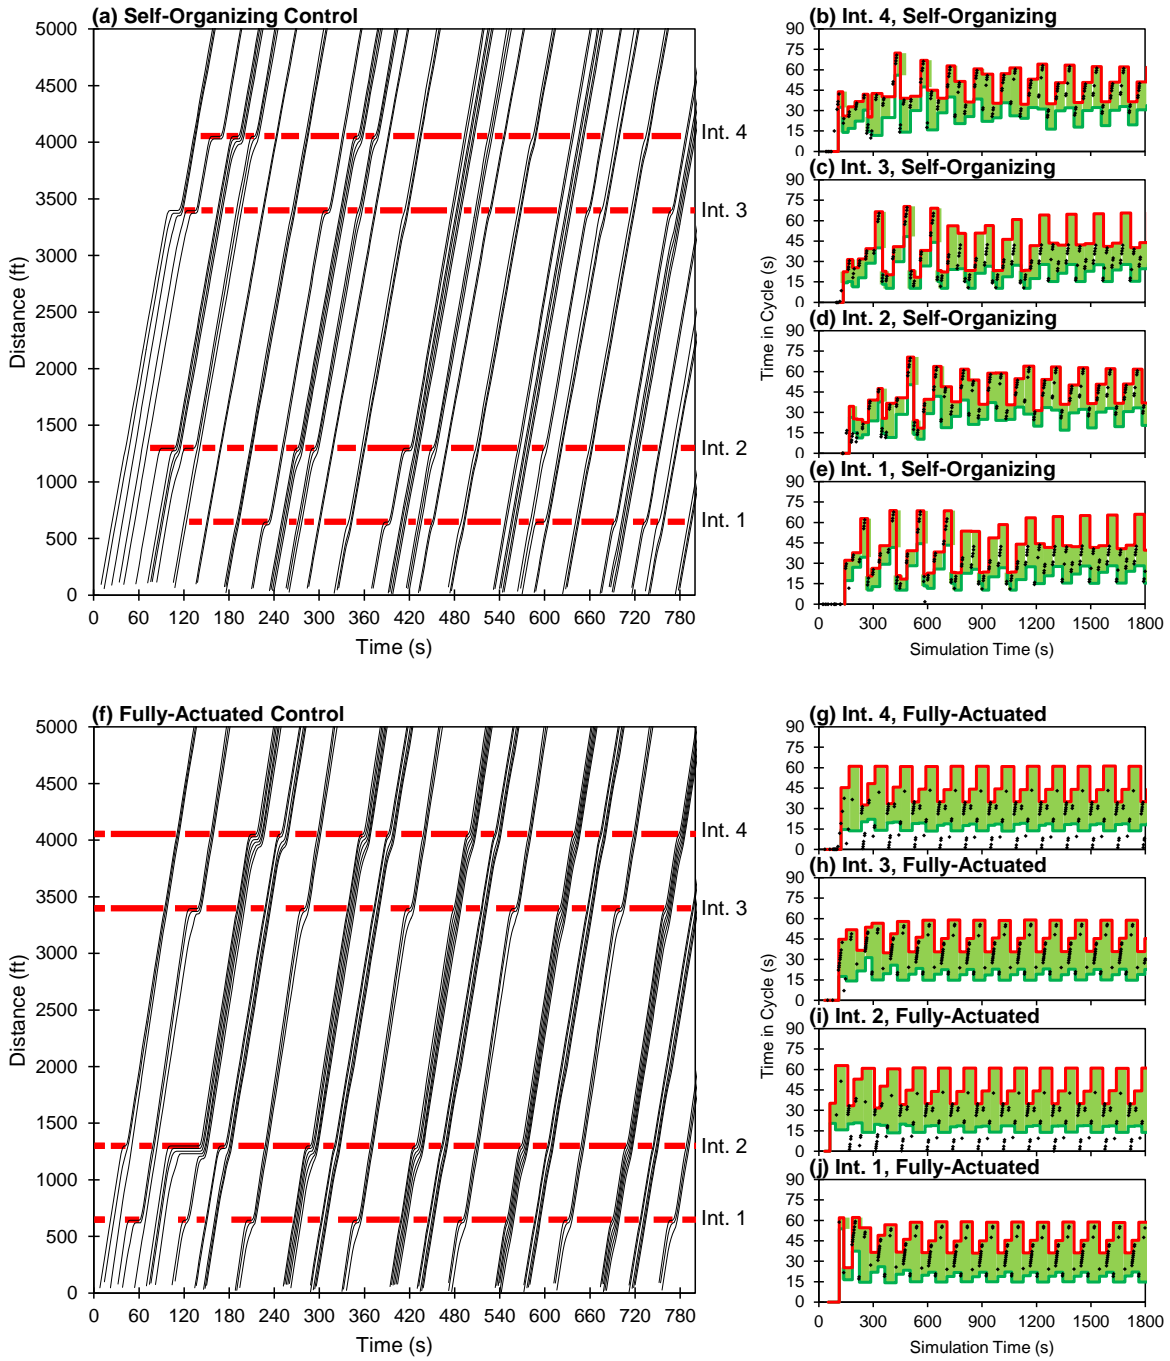 (a) Self-Organizing Control
5000
4500
4000
3500
3000
2500
2000
1500
1000
500
0
Distance (ft)
Int. 4
Int. 3
Int. 2
Int. 1
0 60 120 180 240 300 360 420 480 540 600 660 720 780
Time (s)
(b) Int. 4, Self-Organizing
90
75
60
45
30
15
0
(c) Int. 3, Self-Organizing
90
75
60
45
30
15
0
(d) Int. 2, Self-Organizing
90
75
60
45
30
15
0
(e) Int. 1, Self-Organizing
90
75
60
45
30
15
0
Time in Cycle (s)
0 300 600 900 1200 1500 1800
Simulation Time (s)
(f) Fully-Actuated Control
5000
4500
4000
3500
3000
2500
2000
1500
1000
500
0
Distance (ft)
Int. 4
Int. 3
Int. 2
Int. 1
0 60 120 180 240 300 360 420 480 540 600 660 720 780
Time (s)
(g) Int. 4, Fully-Actuated
90
75
60
45
30
15
0
(h) Int. 3, Fully-Actuated
90
75
60
45
30
15
0
(i) Int. 2, Fully-Actuated
90
75
60
45
30
15
0
(j) Int. 1, Fully-Actuated
90
75
60
45
30
15
0
Time in Cycle (s)
0 300 600 900 1200 1500 1800
Simulation Time (s)